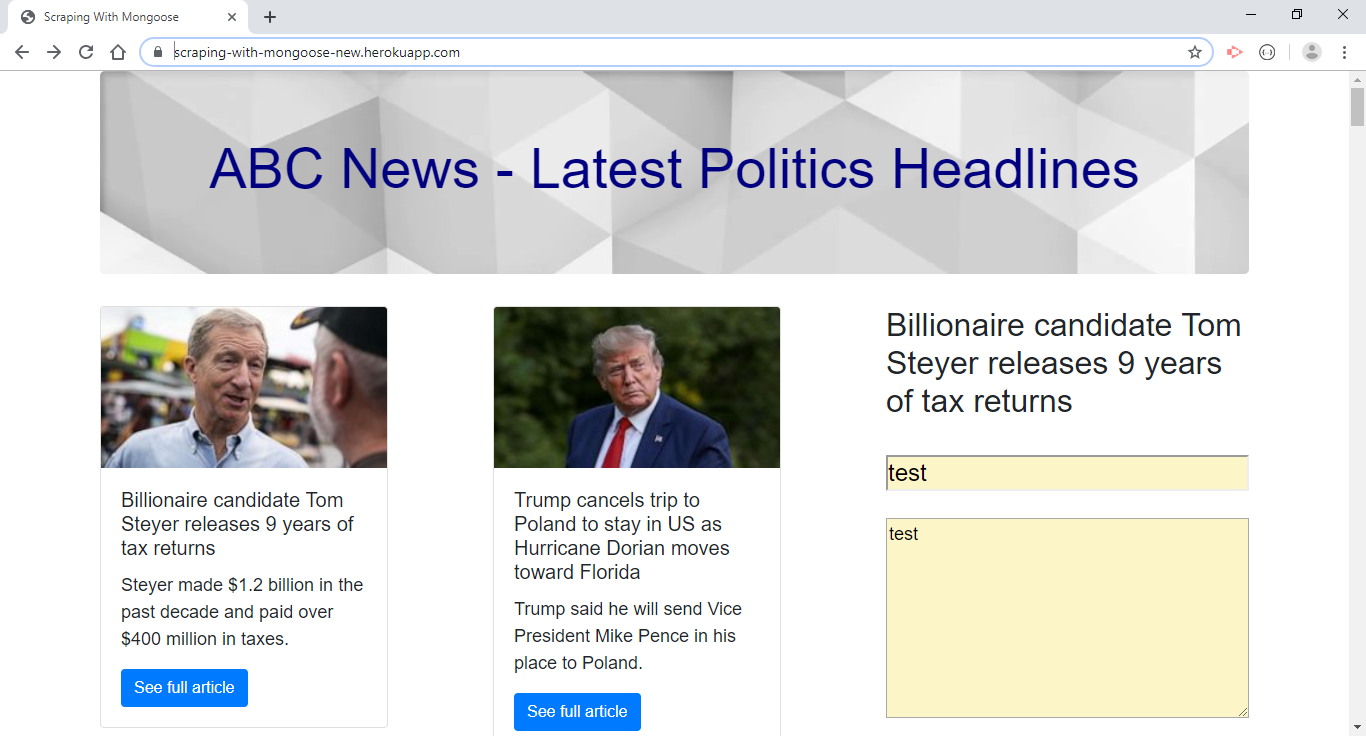 Scraping With Mongoose
scraping-with-mongoose-new.herokuapp.com
ABC News - Latest Politics Headlines
Billionaire candidate Tom
Steyer releases 9 years of
tax returns
Steyer made $1.2 billion in the
past decade and paid over
$400 million in taxes.
See full article
Trump cancels trip to
Poland to stay in US as
Hurricane Dorian moves
toward Florida
Trump said he will send Vice
President Mike Pence in his
place to Poland.
See full article
Billionaire candidate Tom
Steyer releases 9 years
of tax returns
test
test